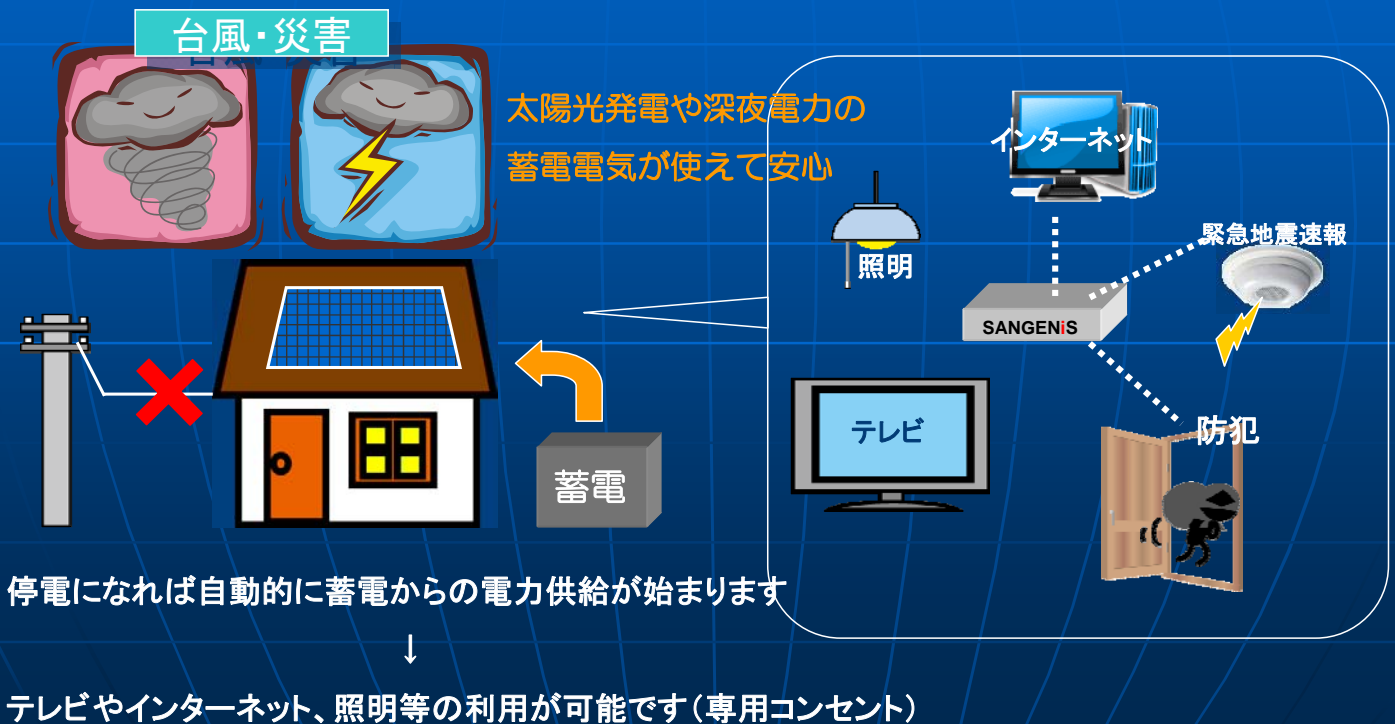 台風・災害
太陽光発電や深夜電力の
蓄電電気が使えて安心
インターネット
緊急地震速報
照明
SANGENiS
テレビ
防犯
蓄電
停電になれば自動的に蓄電からの電力供給が始まります
↓
テレビやインターネット、照明等の利用が可能です(専用コンセント)